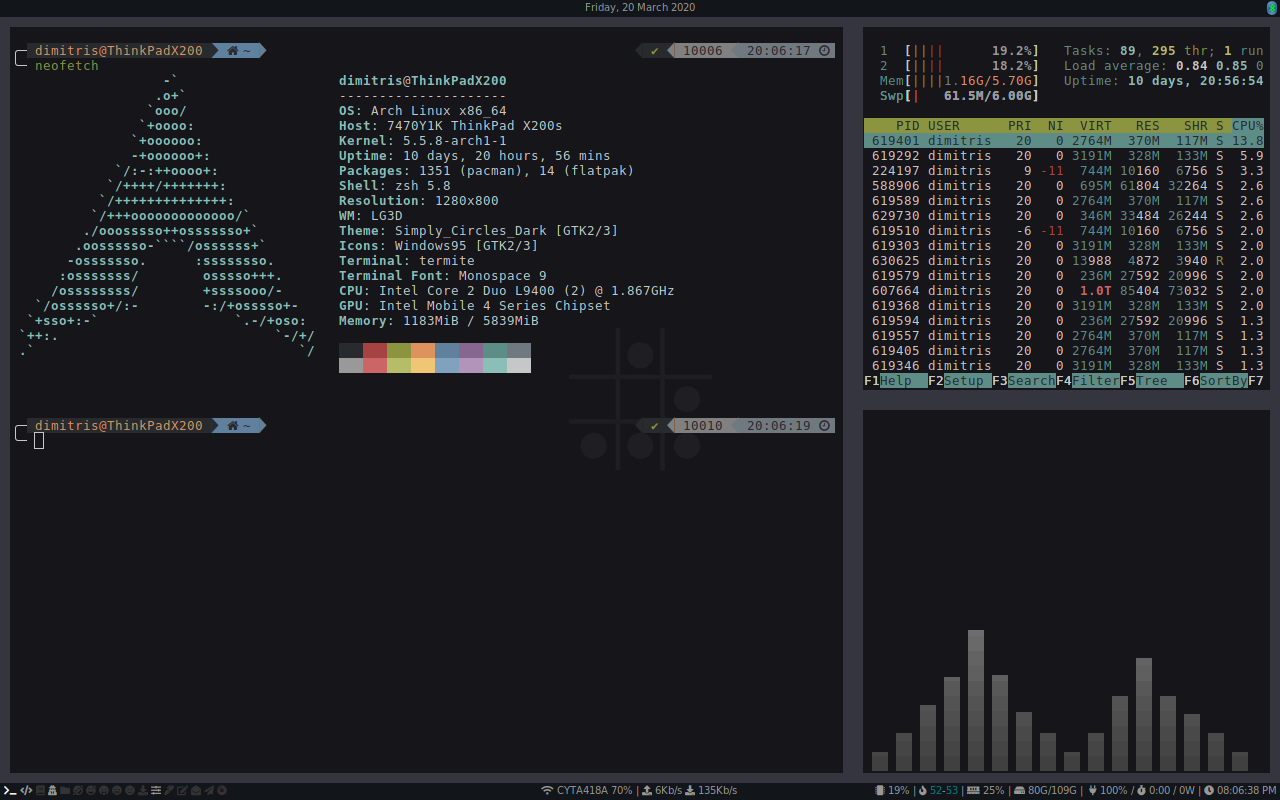 Friday, 20 March 2020
dimitris@ThinkPadX200 ~ ✔ 10006 20:06:17
neofetch
-`
.o+`
`ooo/
`+oooo:
`+oooooo:
-+oooooo+:
`/:-:++oooo+:
`/++++/+++++++:
`/++++++++++++++:
`/+++ooooooooooooo/`
./ooosssso++osssssso+`
.oossssso-````/ossssss+`
-osssssso.      :ssssssso.
:osssssss/        osssso+++.
/ossssssss/        +ssssooo/-
`/ossssso+/:-        -:/+osssso+-
`+sso+:-`                 `.-/+oso:
`++:.                           `-/+/
.`                                 `/
dimitris@ThinkPadX200
---------------------
OS: Arch Linux x86_64
Host: 7470Y1K ThinkPad X200s
Kernel: 5.5.8-arch1-1
Uptime: 10 days, 20 hours, 56 mins
Packages: 1351 (pacman), 14 (flatpak)
Shell: zsh 5.8
Resolution: 1280x800
WM: LG3D
Theme: Simply_Circles_Dark [GTK2/3]
Icons: Windows95 [GTK2/3]
Terminal: termite
Terminal Font: Monospace 9
CPU: Intel Core 2 Duo L9400 (2) @ 1.867GHz
GPU: Intel Mobile 4 Series Chipset
Memory: 1183MiB / 5839MiB
dimitris@ThinkPadX200 ~ ✔ 10010 20:06:19
1 [|||| 19.2%] Tasks: 89, 295 thr; 1 run
2 [|||| 18.2%] Load average: 0.84 0.85 0
Mem[||||1.16G/5.70G] Uptime: 10 days, 20:56:54
Swp[| 61.5M/6.00G]
PID USER PRI NI VIRT RES SHR S CPU%
619401 dimitris 20 0 2764M 370M 117M S 13.8
619292 dimitris 20 0 3191M 328M 133M S 5.9
224197 dimitris 9 -11 744M 10160 6756 S 3.3
588906 dimitris 20 0 695M 61804 32264 S 2.6
619589 dimitris 20 0 2764M 370M 117M S 2.6
629730 dimitris 20 0 346M 33484 26244 S 2.6
619510 dimitris -6 -11 744M 10160 6756 S 2.0
619303 dimitris 20 0 3191M 328M 133M S 2.0
630625 dimitris 20 0 13988 4872 3940 R 2.0
619579 dimitris 20 0 236M 27592 20996 S 2.0
607664 dimitris 20 0 1.0T 85404 73032 S 2.0
619368 dimitris 20 0 3191M 328M 133M S 2.0
619594 dimitris 20 0 236M 27592 20996 S 1.3
619557 dimitris 20 0 2764M 370M 117M S 1.3
619405 dimitris 20 0 2764M 370M 117M S 1.3
619346 dimitris 20 0 3191M 328M 133M S 1.3
F1Help F2Setup F3SearchF4FilterF5Tree F6SortByF7
CYTA418A 70% | 6Kb/s 135Kb/s
19% | 52-53 | 25% | 80G/109G | 100% / 0:00 / 0W | 08:06:38 PM